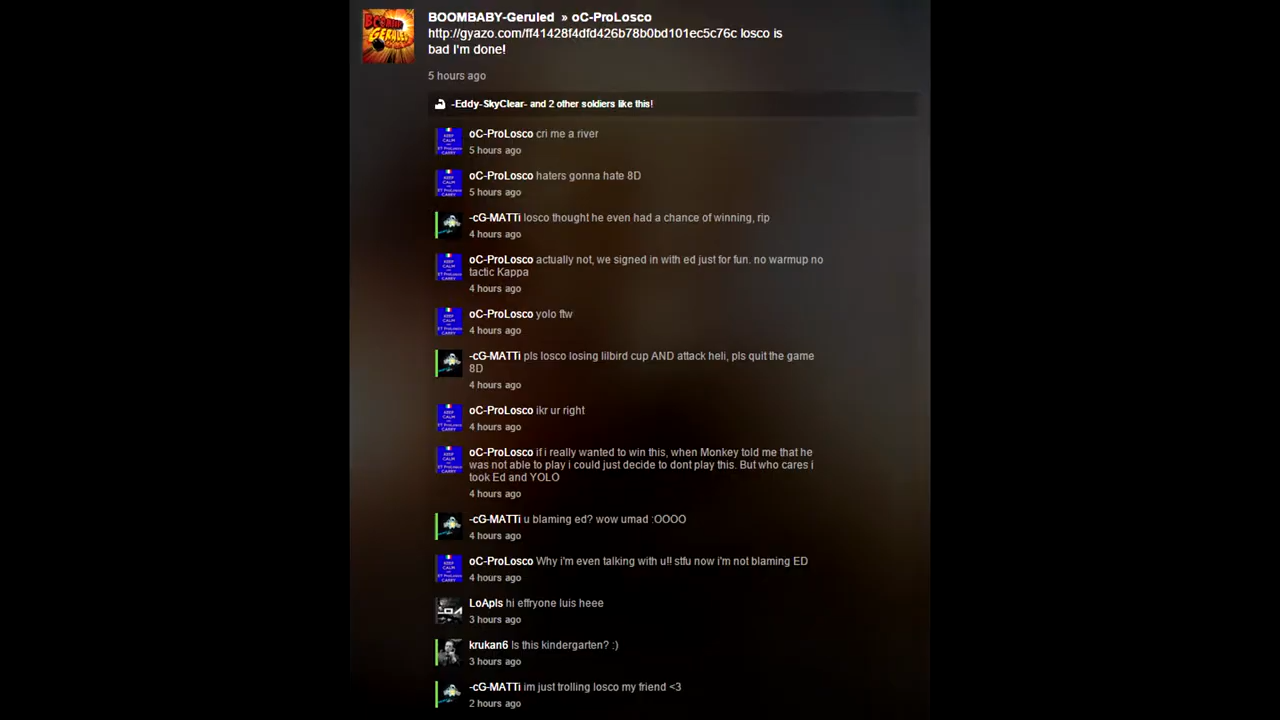 BOOMBABY-Geruled » oC-ProLosco
http://gyazo.com/ff41428f4dfd426b78b0bd101ec5c76c losco is
bad I'm done!
5 hours ago
-Eddy-SkyClear- and 2 other soldiers like this!
oC-ProLosco cri me a river
5 hours ago
oC-ProLosco haters gonna hate 8D
5 hours ago
-cG-MATTi losco thought he even had a chance of winning, rip
4 hours ago
oC-ProLosco actually not, we signed in with ed just for fun. no warmup no
tactic Kappa
4 hours ago
oC-ProLosco yolo ftw
4 hours ago
-cG-MATTi pls losco losing lilbird cup AND attack heli, pls quit the game
8D
4 hours ago
oC-ProLosco ikr ur right
4 hours ago
oC-ProLosco if i really wanted to win this, when Monkey told me that he
was not able to play i could just decide to dont play this. But who cares i
took Ed and YOLO
4 hours ago
-cG-MATTi u blaming ed? wow umad :OOOO
4 hours ago
oC-ProLosco Why i'm even talking with u!! stfu now i'm not blaming ED
4 hours ago
LoApls hi effryone luis heee
3 hours ago
krukan6 Is this kindergarten? :)
3 hours ago
-cG-MATTi im just trolling losco my friend <3
2 hours ago